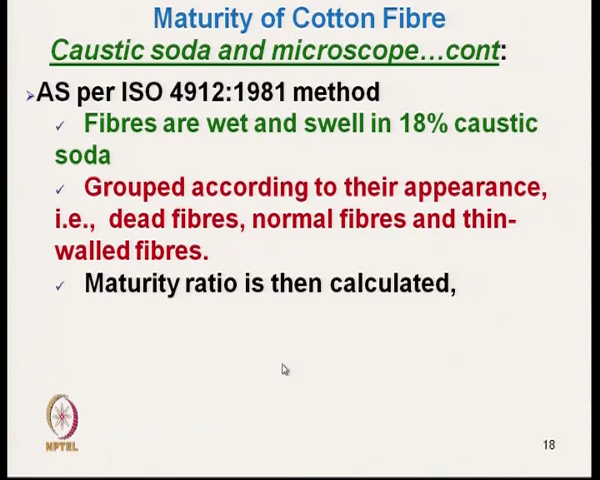 Maturity of Cotton Fibre
Caustic soda and microscope...cont:
AS per ISO 4912:1981 method
Fibres are wet and swell in 18% caustic
soda
Grouped according to their appearance,
i.e., dead fibres, normal fibres and thin-
walled fibres.
Maturity ratio is then calculated,
NPTEL
18